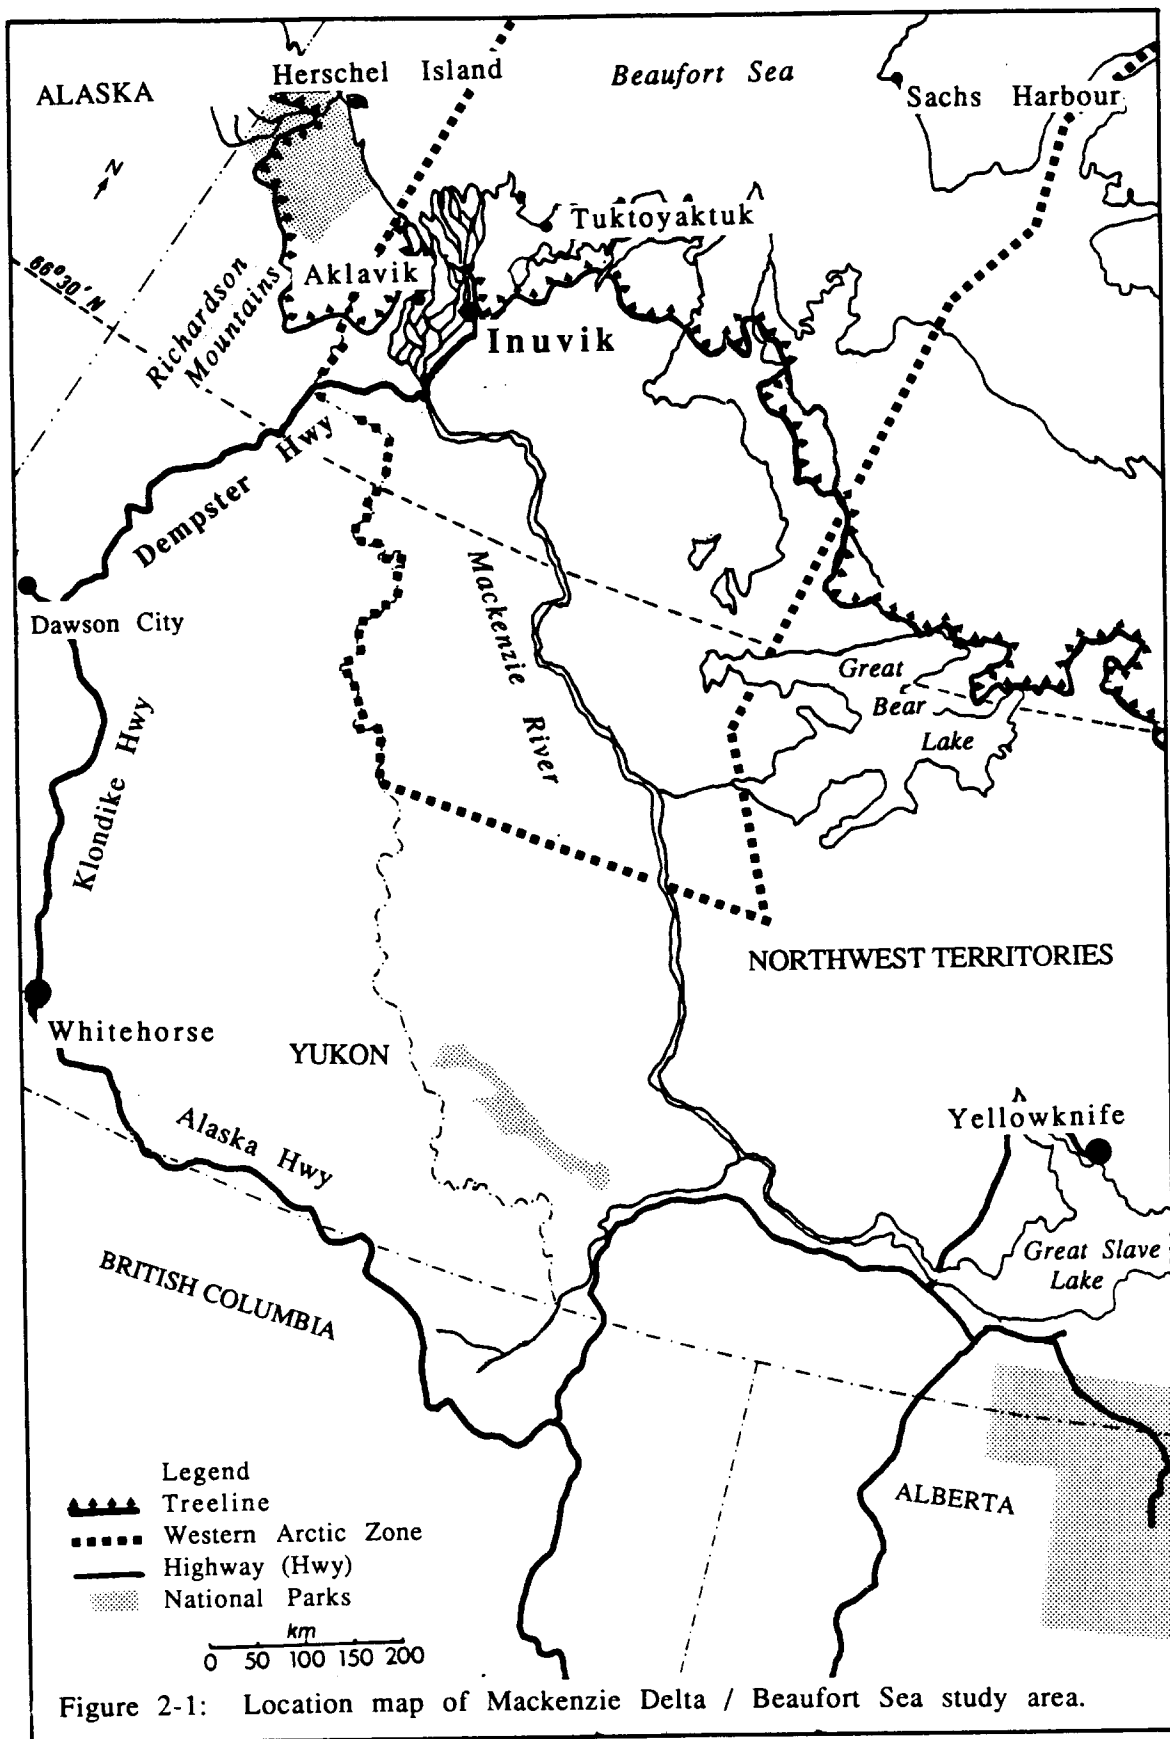 Herschel Island
Beaufort Sea
ALASKA
Sachs Harbour
N
Tuktoyaktuk
66°30' N
Richardson
Mountains
Aklavik
Inuvik
Dempster Hwy
Mackenzie River
Dawson City
Great
Bear
Lake
Klondike Hwy
NORTHWEST TERRITORIES
Whitehorse
YUKON
Yellowknife
Alaska Hwy
Great Slave
Lake
BRITISH COLUMBIA
ALBERTA
Legend
Treeline
Western Arctic Zone
Highway (Hwy)
National Parks
km
0 50 100 150 200
Figure 2-1: Location map of Mackenzie Delta / Beaufort Sea study area.